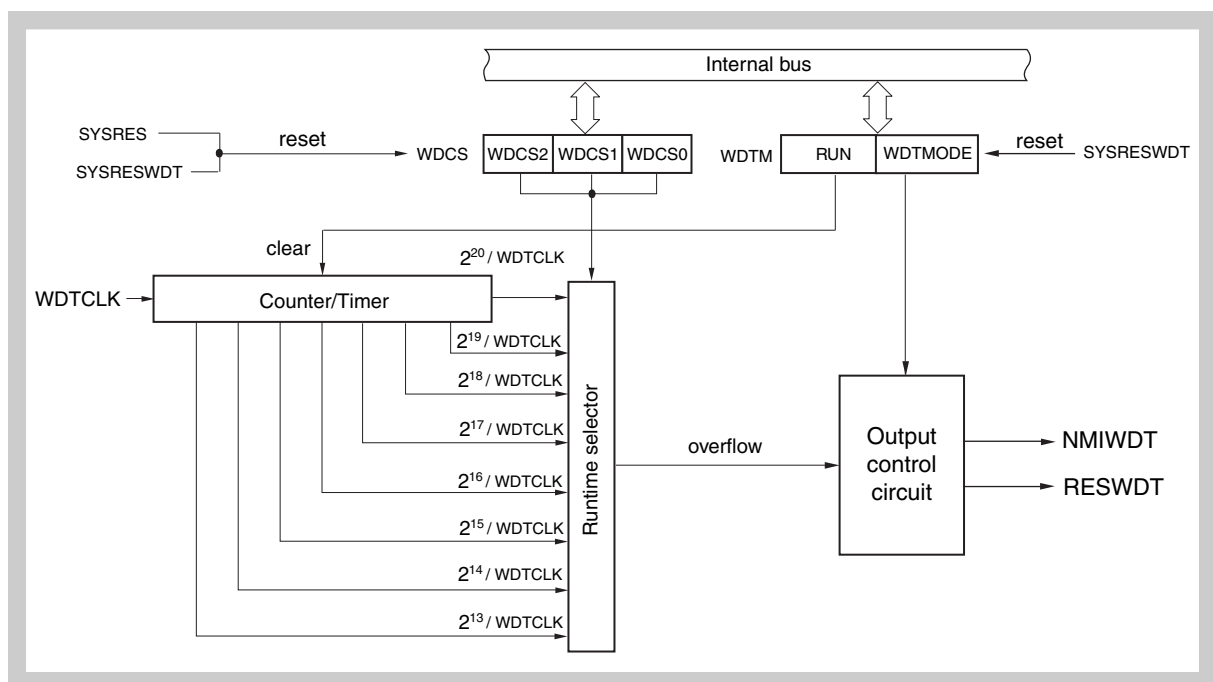 Internal bus
SYSRES
SYSRESWDT
reset
WDCS
WDCS2
WDCS1
WDCS0
WDTM
RUN
WDTMODE
reset
SYSRESWDT
clear
2²⁰ / WDTCLK
WDTCLK
Counter/Timer
2¹⁹ / WDTCLK
2¹⁸ / WDTCLK
2¹⁷ / WDTCLK
2¹⁶ / WDTCLK
2¹⁵ / WDTCLK
2¹⁴ / WDTCLK
2¹³ / WDTCLK
Runtime selector
overflow
Output
control
circuit
NMIWDT
RESWDT